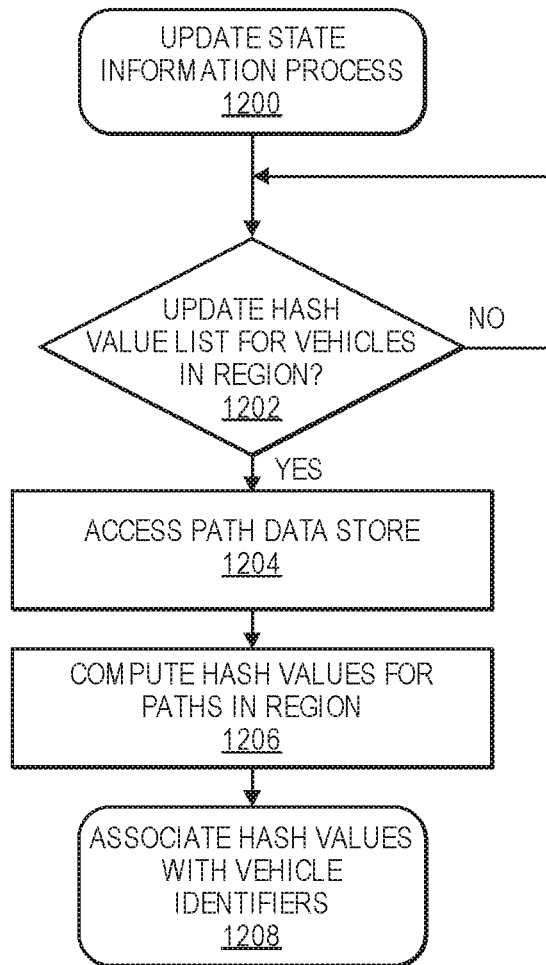 UPDATE STATE
INFORMATION PROCESS
1200
UPDATE HASH
VALUE LIST FOR VEHICLES
IN REGION?
1202
NO
YES
ACCESS PATH DATA STORE
1204
COMPUTE HASH VALUES FOR
PATHS IN REGION
1206
ASSOCIATE HASH VALUES
WITH VEHICLE
IDENTIFIERS
1208